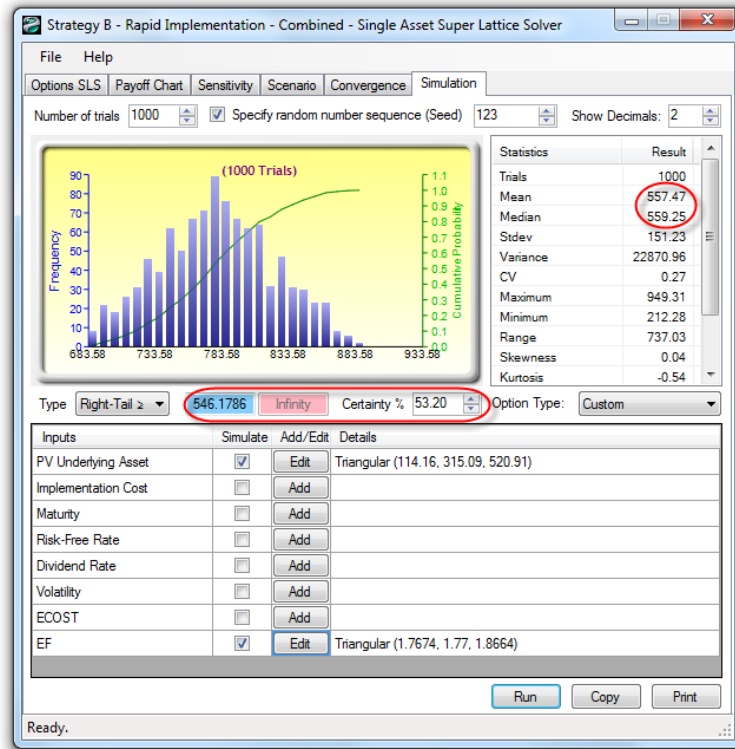 Strategy B - Rapid Implementation - Combined - Single Asset Super Lattice Solver
File Help
Options SLS Payoff Chart Sensitivity Scenario Convergence Simulation
Number of trials 1000 Specify random number sequence (Seed) 123 Show Decimals: 2
(1000 Trials)
Frequency
90
80
70
60
50
40
30
20
10
0
683.58 733.58 783.58 833.58 883.58 933.58
1.1
1.0
0.9
0.8
0.7
0.6
0.5
0.4
0.3
0.2
0.1
0.0
Cumulative Probability
Statistics Result
Trials 1000
Mean 557.47
Median 559.25
Stdev 151.23
Variance 22870.96
CV 0.27
Maximum 949.31
Minimum 212.28
Range 737.03
Skewness 0.04
Kurtosis -0.54
Type Right-Tail ≥ 546.1786 Infinity Certainty % 53.20 Option Type: Custom
Inputs Simulate Add/Edit Details
PV Underlying Asset Edit Triangular (114.16, 315.09, 520.91)
Implementation Cost Add
Maturity Add
Risk-Free Rate Add
Dividend Rate Add
Volatility Add
ECOST Add
EF Edit Triangular (1.7674, 1.77, 1.8664)
Run Copy Print
Ready.